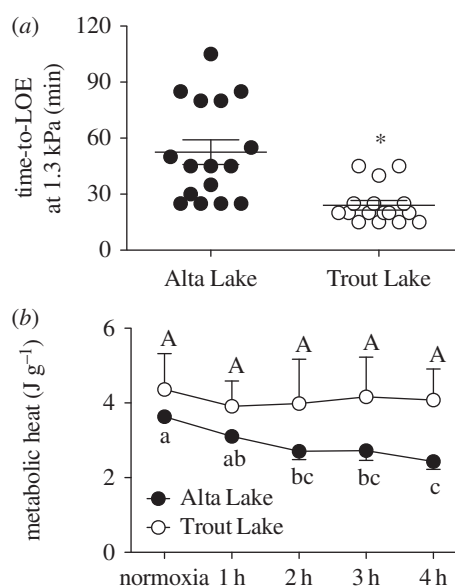 (a)
120
90
60
30
0
time-to-LOE
at 1.3 kPa (min)
*
Alta Lake Trout Lake
(b)
6
4
2
0
metabolic heat (J g⁻¹)
A A A A A
a ab bc bc c
Alta Lake
Trout Lake
normoxia 1 h 2 h 3 h 4 h